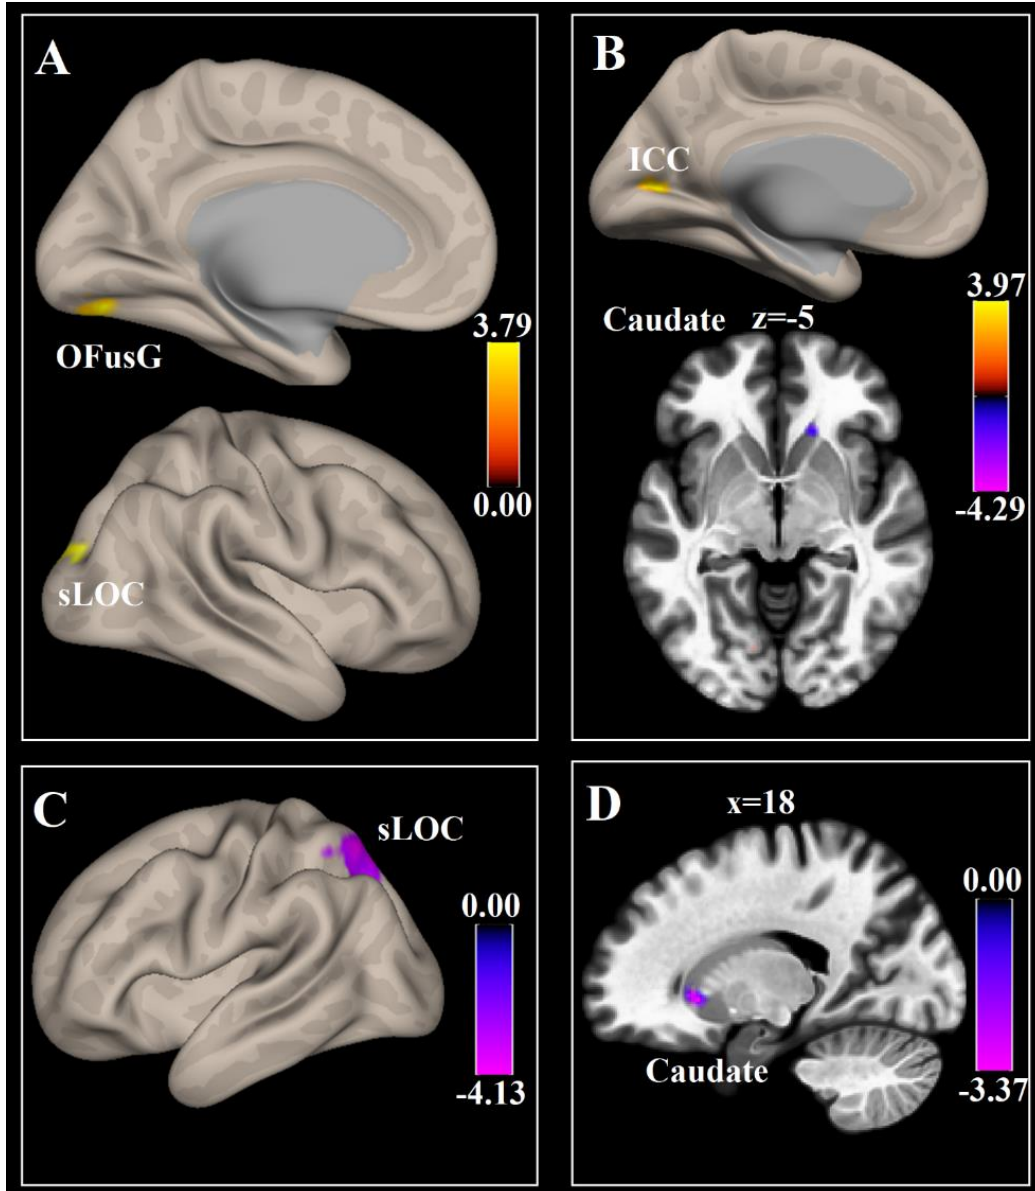 A
OFusG
3.79
0.00
sLOC
B
ICC
3.97
Caudate z=-5
-4.29
C
sLOC
0.00
-4.13
D
x=18
0.00
Caudate
-3.37